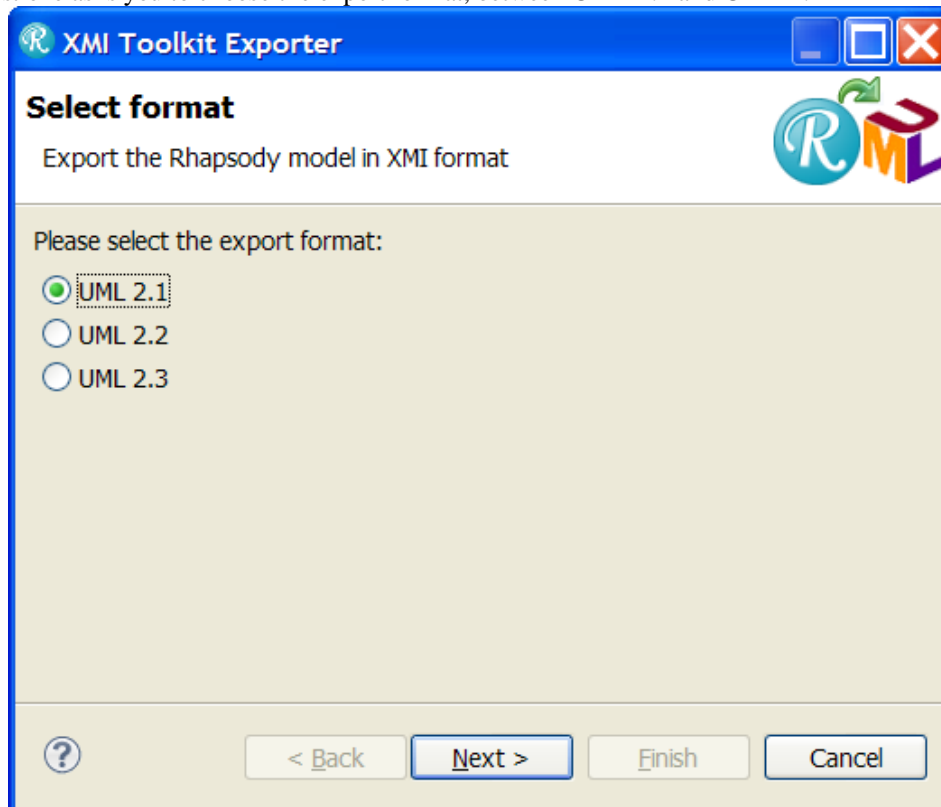 XMI Toolkit Exporter
Select format
Export the Rhapsody model in XMI format
R UML
Please select the export format:
UML 2.1
UML 2.2
UML 2.3
?
< Back Next > Finish Cancel